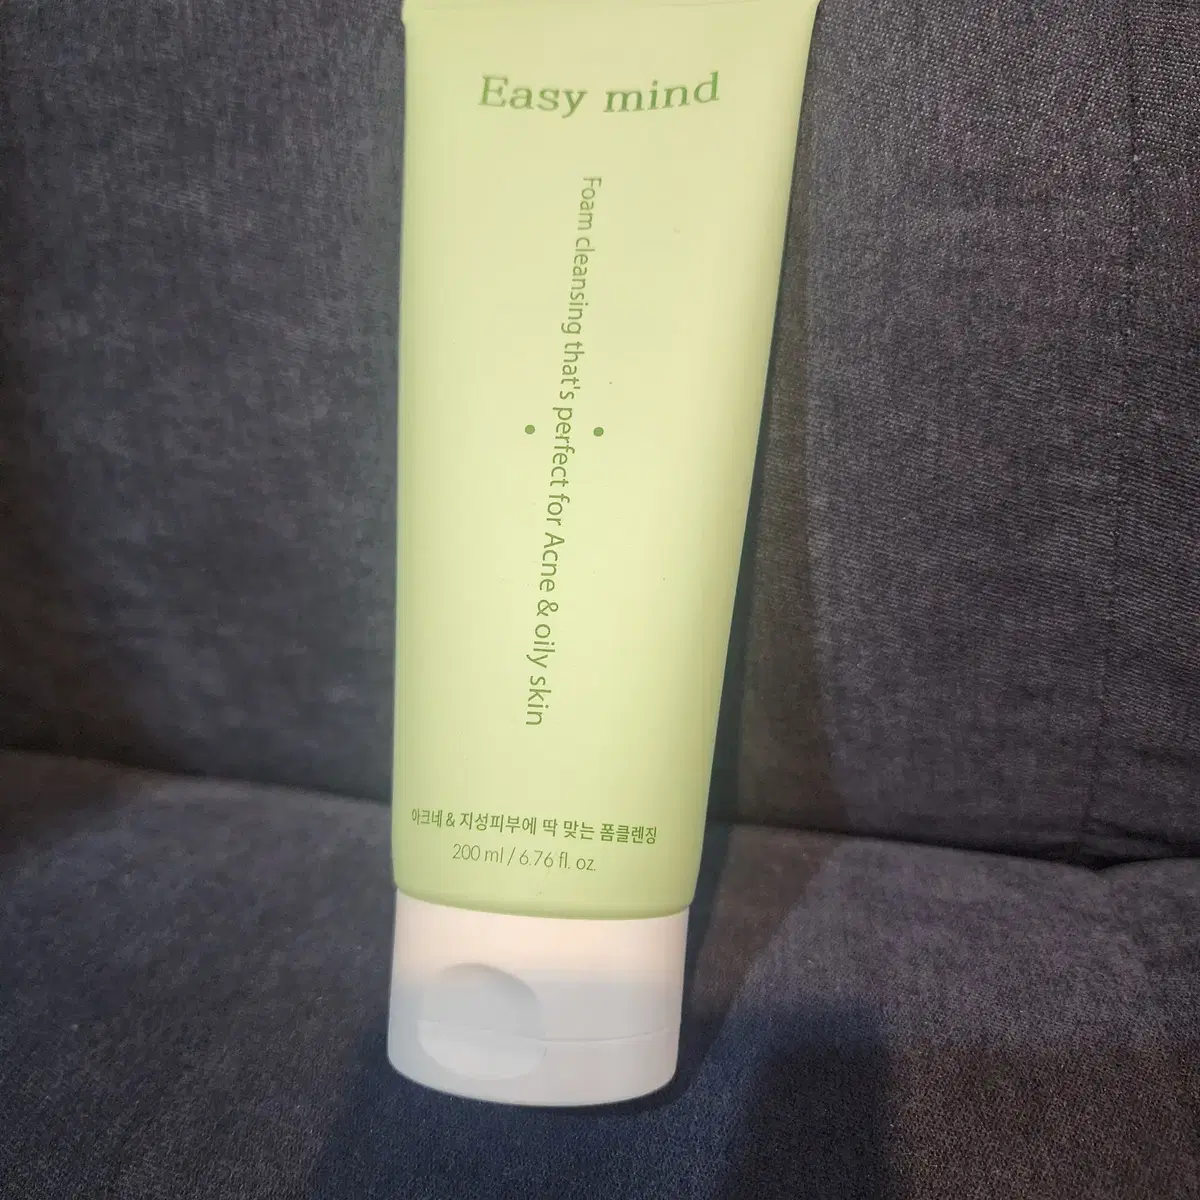 Easy mind
Foam cleansing that's perfect for Acne & oily skin
아크네 & 지성피부에 딱 맞는 폼클렌징
200 ml / 6.76 fl. oz.